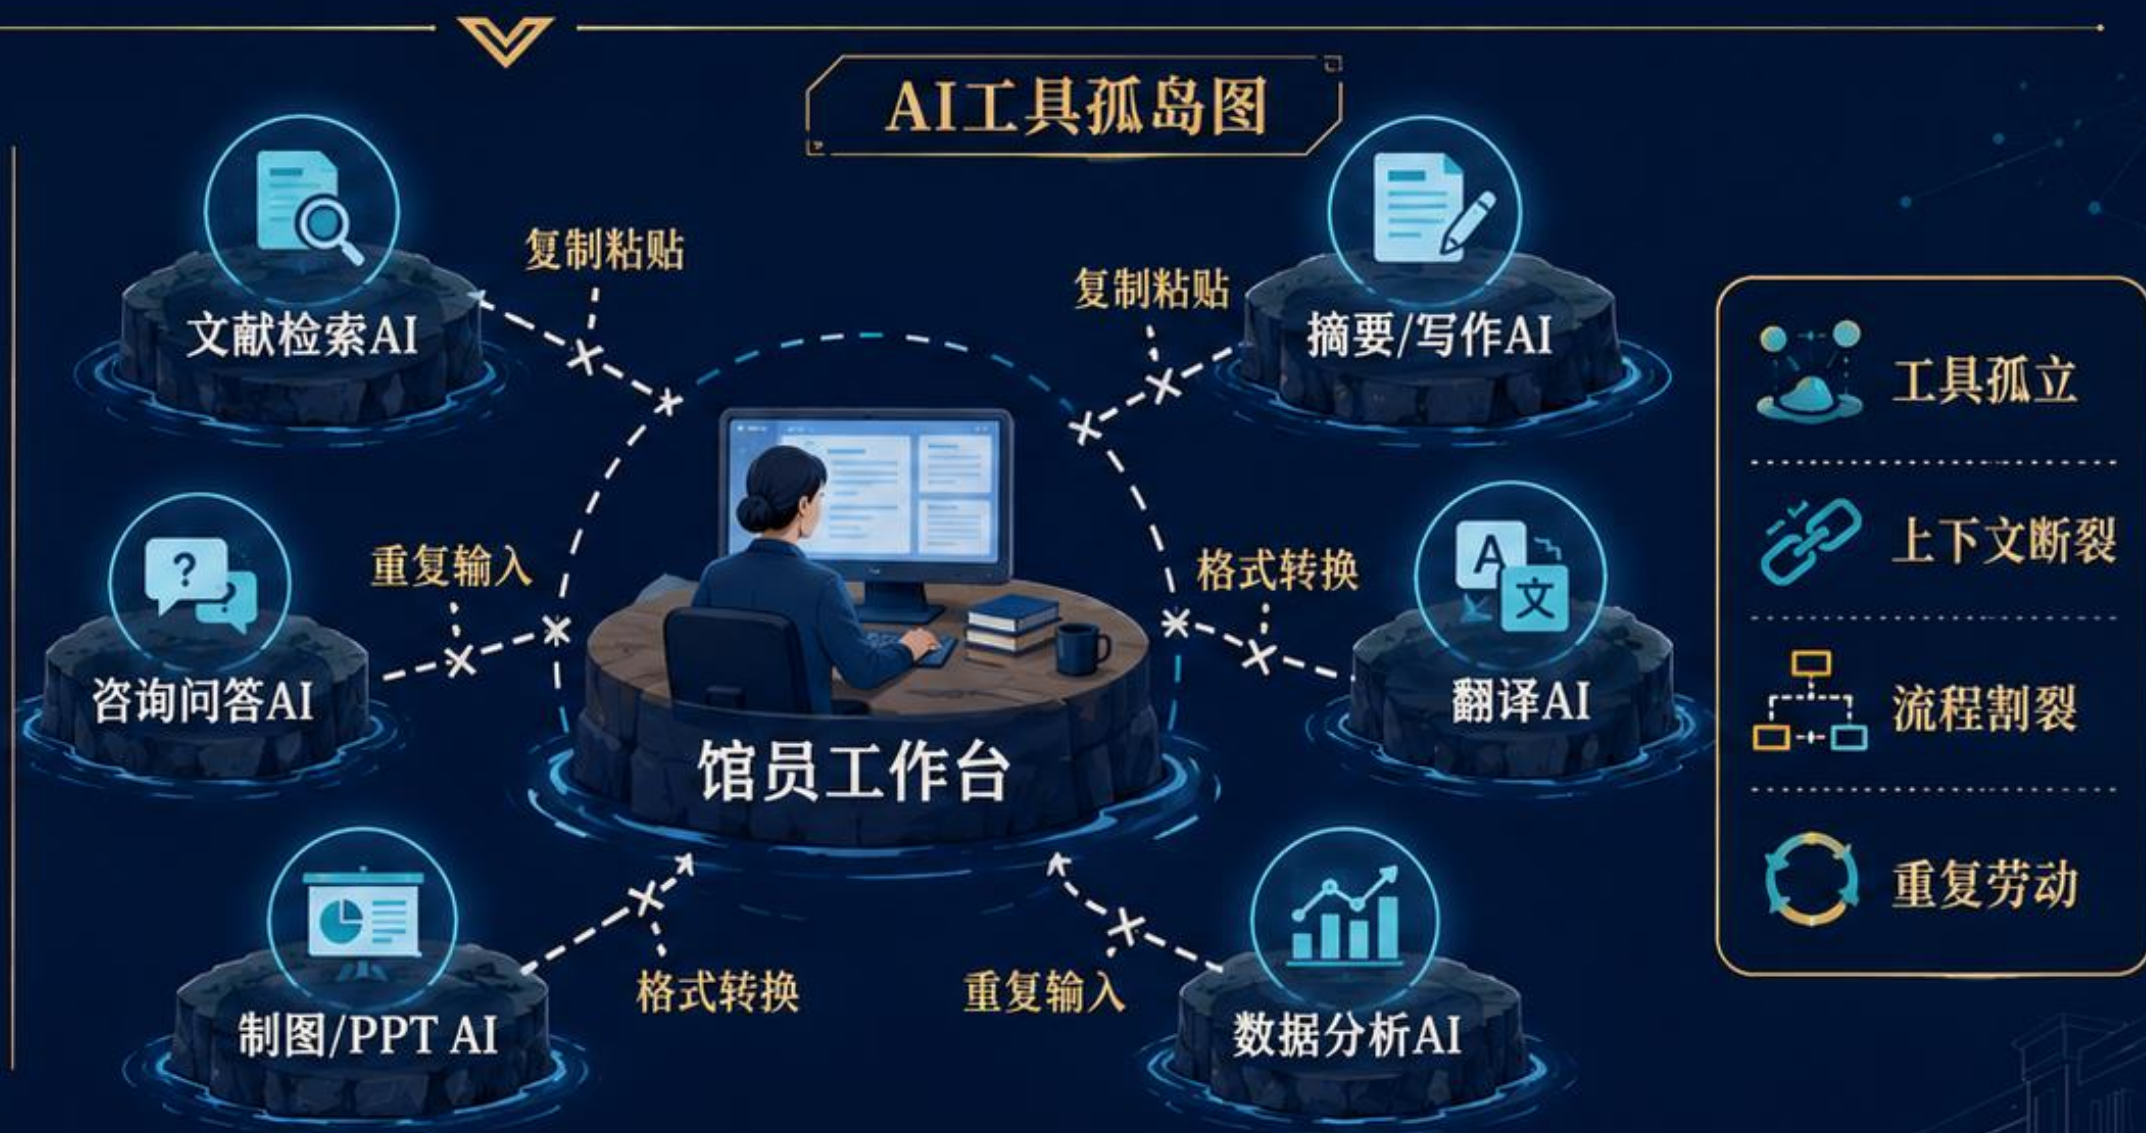 AI工具孤岛图
文献检索AI
复制粘贴
复制粘贴
摘要/写作AI
咨询问答AI
重复输入
格式转换
翻译AI
馆员工作台
制图/PPT AI
格式转换
重复输入
数据分析AI
工具孤立
上下文断裂
流程割裂
重复劳动
?
?
A
文